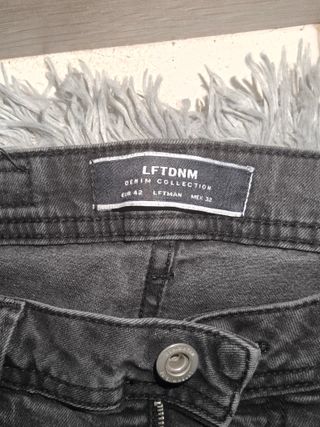 LFTDNM
DENIM COLLECTION
EUR 42 LFTMAN MEX 32